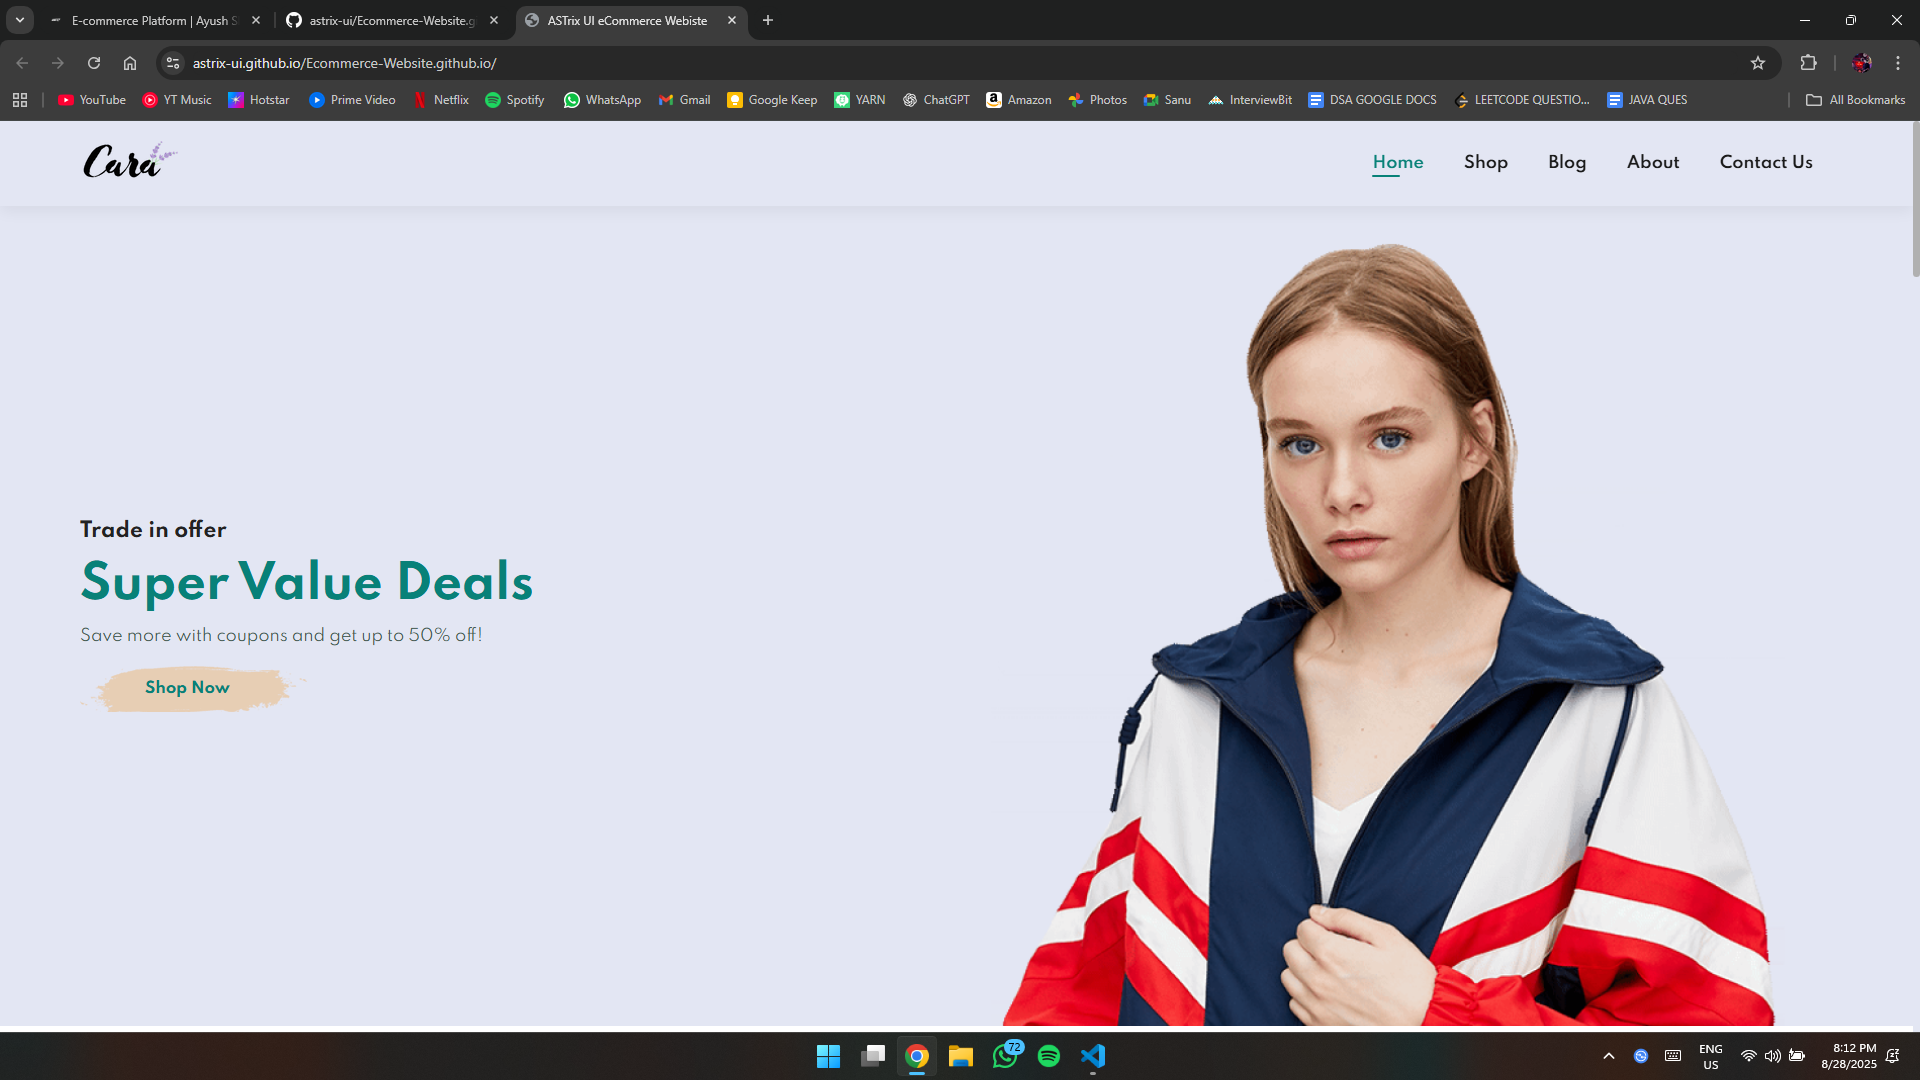 E-commerce Platform | Ayush S
astrix-ui/Ecommerce-Website.g
ASTrix UI eCommerce Webiste
astrix-ui.github.io/Ecommerce-Website.github.io/
YouTube
YT Music
Hotstar
Prime Video
Netflix
Spotify
WhatsApp
Gmail
Google Keep
YARN
ChatGPT
Amazon
Photos
Sanu
InterviewBit
DSA GOOGLE DOCS
LEETCODE QUESTIO...
JAVA QUES
All Bookmarks
Cara
Home
Shop
Blog
About
Contact Us
Trade in offer
Super Value Deals
Save more with coupons and get up to 50% off!
Shop Now
72
ENG
US
8:12 PM
8/28/2025